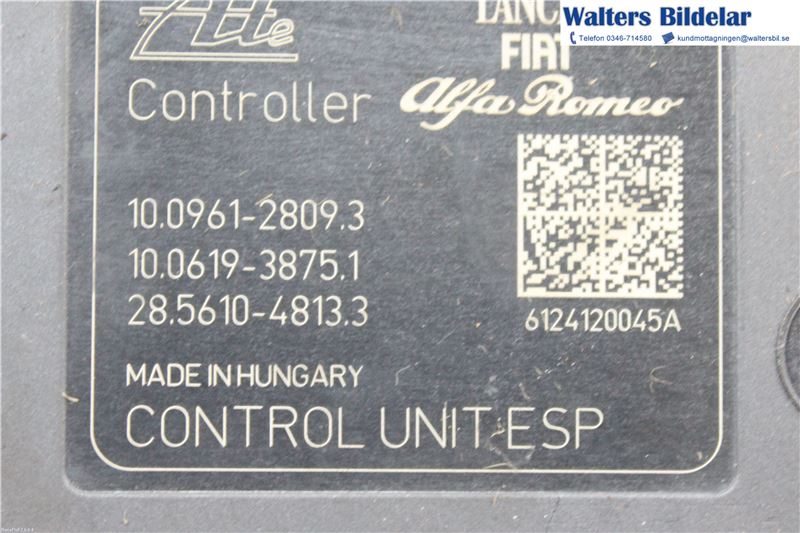 Walters Bildelar
Telefon 0346-714580 kundmottagningen@waltersbil.se
Ate
FIAT
Controller Alfa Romeo
10.0961-2809.3
10.0619-3875.1
28.5610-4813.3
6124120045A
MADE IN HUNGARY
CONTROL UNIT ESP